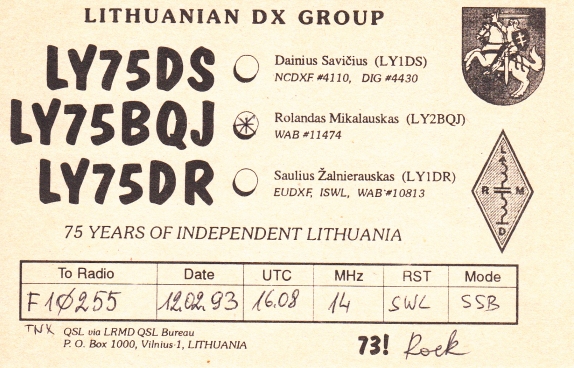 LITHUANIAN DX GROUP
LY75DS
Dainius Savičius (LY1DS)
NCDXF #4110, DIG #4430
LY75BQJ
Rolandas Mikalauskas (LY2BQJ)
WAB #11474
LY75DR
Saulius Žalnierauskas (LY1DR)
EUDXF, ISWL, WAB #10813
L
R M
D
75 YEARS OF INDEPENDENT LITHUANIA
To Radio Date UTC MHz RST Mode
F10255 12.02.93 16.08 14 SWL SSB
TNX QSL via LRMD QSL Bureau
P. O. Box 1000, Vilnius-1, LITHUANIA
73! Rock